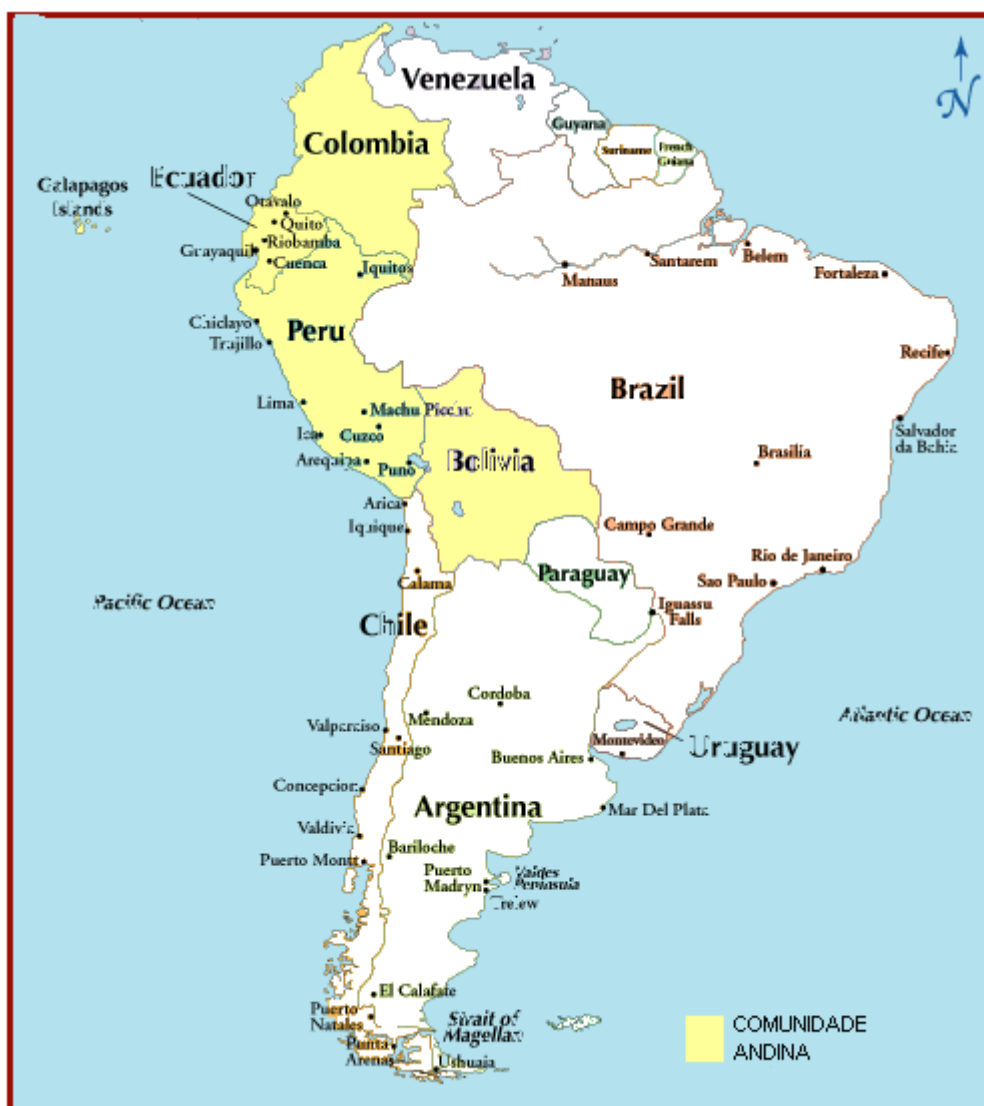 N
Venezuela
Guyana
Suriname
French
Guiana
Colombia
Ecuador
Galapagos
Islands
Otavalo
Quito
Riobamba
Guayaquil
Cuenca
Iquitos
Manaus
Santarem
Belem
Fortaleza
Chiclayo
Trujillo
Peru
Recife
Brazil
Lima
Machu Picchu
Cuzco
Salvador
da Bahia
Ica
Arequipa
Puno
Bolivia
Brasilia
Arica
Iquique
Campo Grande
Calama
Paraguay
Rio de Janeiro
Sao Paulo
Iguassu
Falls
Pacific Ocean
Chile
Cordoba
Mendoza
Valparaiso
Santiago
Atlantic Ocean
Montevideo
Uruguay
Buenos Aires
Concepcion
Argentina
Mar Del Plata
Valdivia
Bariloche
Puerto Montt
Puerto
Madryn
Valdes
Peninsula
Trelew
El Calafate
Puerto
Natales
Strait of
Magellan
Punta
Arenas
Ushuaia
COMUNIDADE
ANDINA